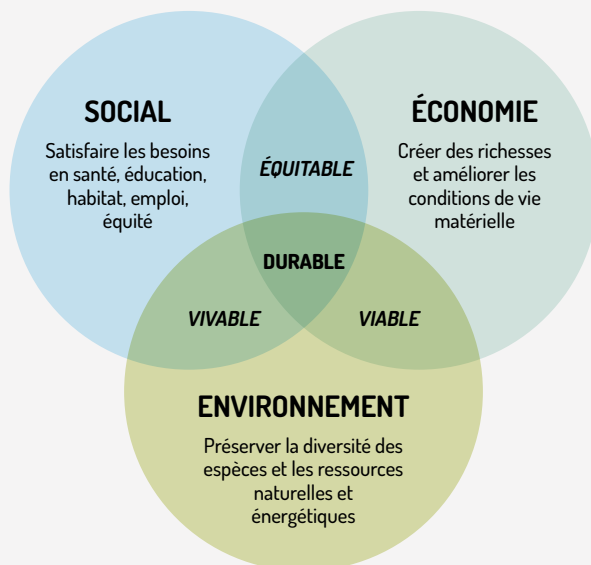 SOCIAL
Satisfaire les besoins
en santé, éducation,
habitat, emploi,
équité
ÉQUITABLE
ÉCONOMIE
Créer des richesses
et améliorer les
conditions de vie
matérielle
DURABLE
VIVABLE
VIABLE
ENVIRONNEMENT
Préserver la diversité des
espèces et les ressources
naturelles et
énergétiques